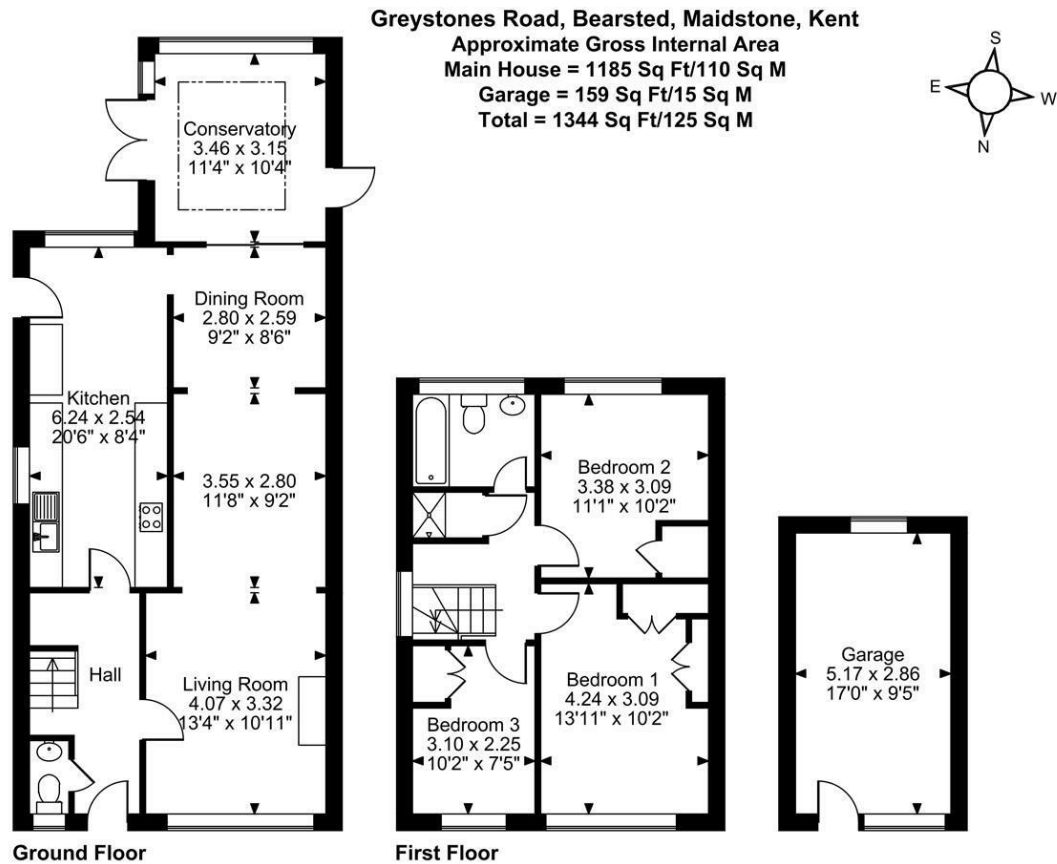 Greystones Road, Bearsted, Maidstone, Kent
Approximate Gross Internal Area
Main House = 1185 Sq Ft/110 Sq M
Garage = 159 Sq Ft/15 Sq M
Total = 1344 Sq Ft/125 Sq M
S
E
W
N
Conservatory
3.46 x 3.15
11'4" x 10'4"
Dining Room
2.80 x 2.59
9'2" x 8'6"
Kitchen
6.24 x 2.54
20'6" x 8'4"
3.55 x 2.80
11'8" x 9'2"
Hall
Living Room
4.07 x 3.32
13'4" x 10'11"
Ground Floor
Bedroom 2
3.38 x 3.09
11'1" x 10'2"
Bedroom 1
4.24 x 3.09
13'11" x 10'2"
Bedroom 3
3.10 x 2.25
10'2" x 7'5"
First Floor
Garage
5.17 x 2.86
17'0" x 9'5"